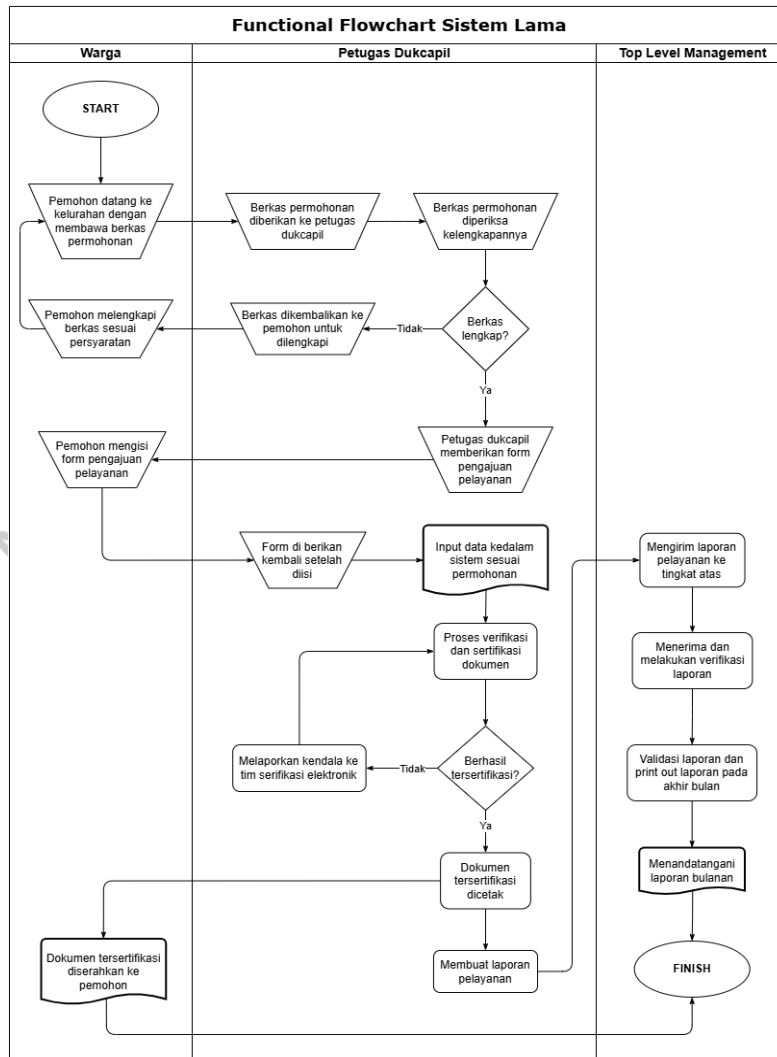 Functional Flowchart Sistem Lama
Warga
Petugas Dukcapil
Top Level Management
START
Pemohon datang ke
kelurahan dengan
membawa berkas
permohonan
Berkas permohonan
diberikan ke petugas
dukcapil
Berkas permohonan
diperiksa
kelengkapannya
Pemohon melengkapi
berkas sesuai
persyaratan
Berkas dikembalikan ke
pemohon untuk
dilengkapi
Tidak
Berkas
lengkap?
Ya
Pemohon mengisi
form pengajuan
pelayanan
Petugas dukcapil
memberikan form
pengajuan
pelayanan
Form di berikan
kembali setelah
diisi
Input data kedalam
sistem sesuai
permohonan
Mengirim laporan
pelayanan ke
tingkat atas
Proses verifikasi
dan sertifikasi
dokumen
Menerima dan
melakukan verifikasi
laporan
Melaporkan kendala ke
tim serifikasi elektronik
Tidak
Berhasil
tersertifikasi?
Validasi laporan dan
print out laporan pada
akhir bulan
Ya
Dokumen
tersertifikasi
dicetak
Menandatangani
laporan bulanan
Dokumen tersertifikasi
diserahkan ke
pemohon
Membuat laporan
pelayanan
FINISH